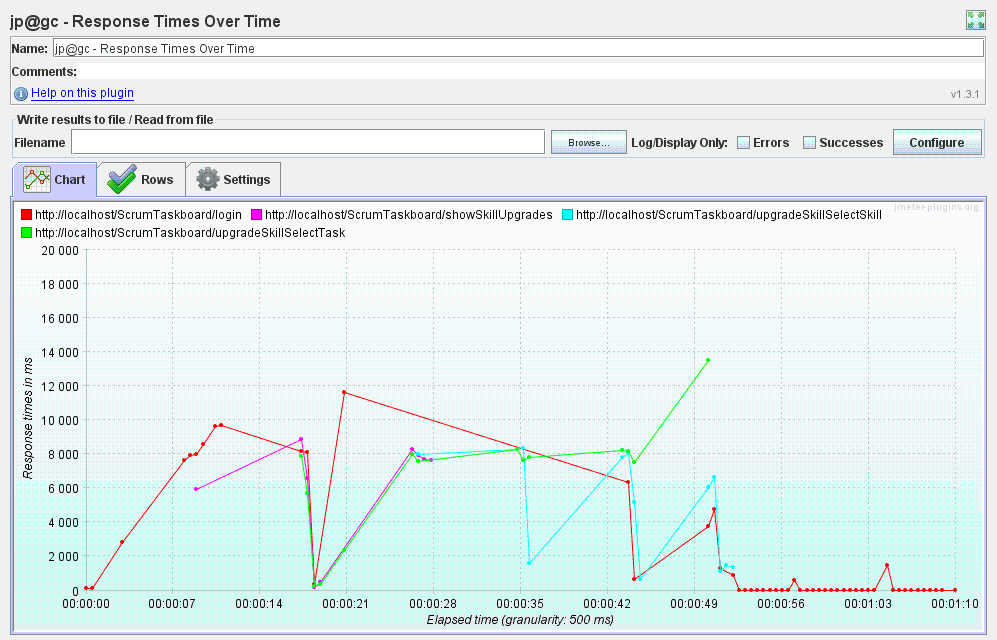 jp@gc - Response Times Over Time
Name: jp@gc - Response Times Over Time
Comments:
Help on this plugin v1.3.1
Write results to file / Read from file
Filename Browse... Log/Display Only: Errors Successes Configure
Chart Rows Settings
jmeter-plugins.org
http://localhost/ScrumTaskboard/login http://localhost/ScrumTaskboard/showSkillUpgrades http://localhost/ScrumTaskboard/upgradeSkillSelectSkill
http://localhost/ScrumTaskboard/upgradeSkillSelectTask
20 000
18 000
16 000
14 000
12 000
10 000
8 000
6 000
4 000
2 000
0
Response times in ms
00:00:00 00:00:07 00:00:14 00:00:21 00:00:28 00:00:35 00:00:42 00:00:49 00:00:56 00:01:03 00:01:10
Elapsed time (granularity: 500 ms)